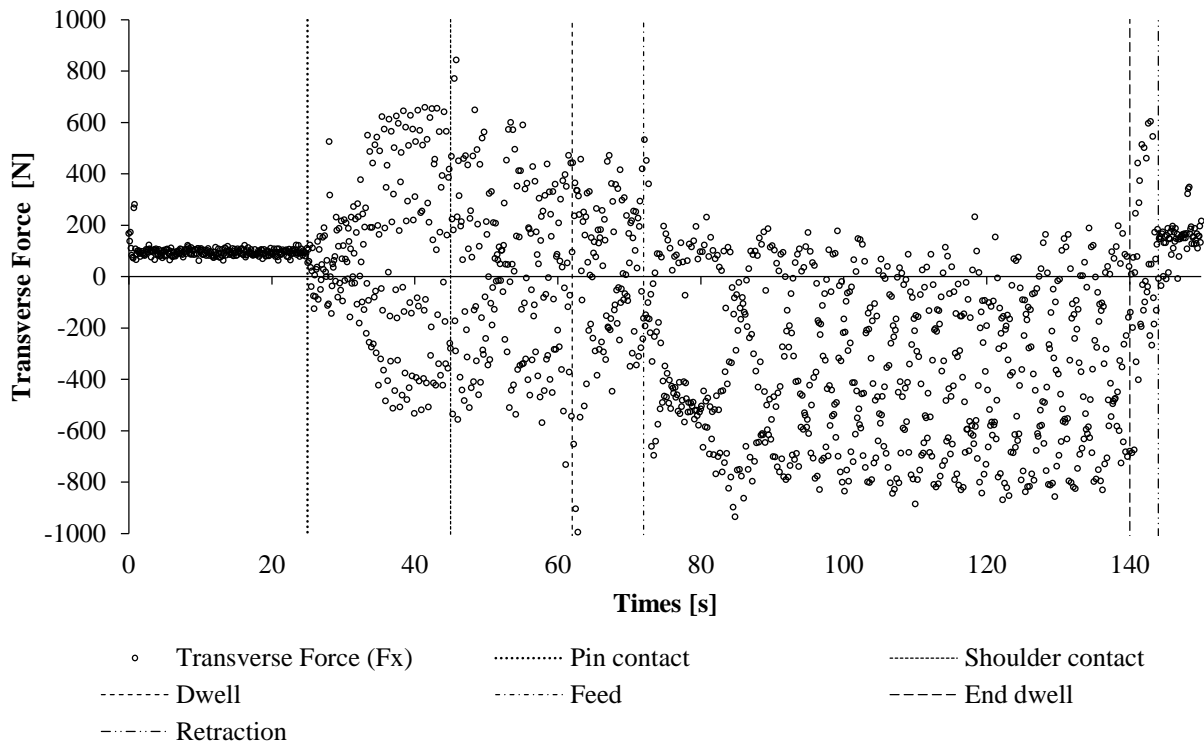 1000
800
600
400
200
0
-200
-400
-600
-800
-1000
Transverse Force [N]
0 20 40 60 80 100 120 140
Times [s]
Transverse Force (Fx) Pin contact Shoulder contact
Dwell Feed End dwell
Retraction